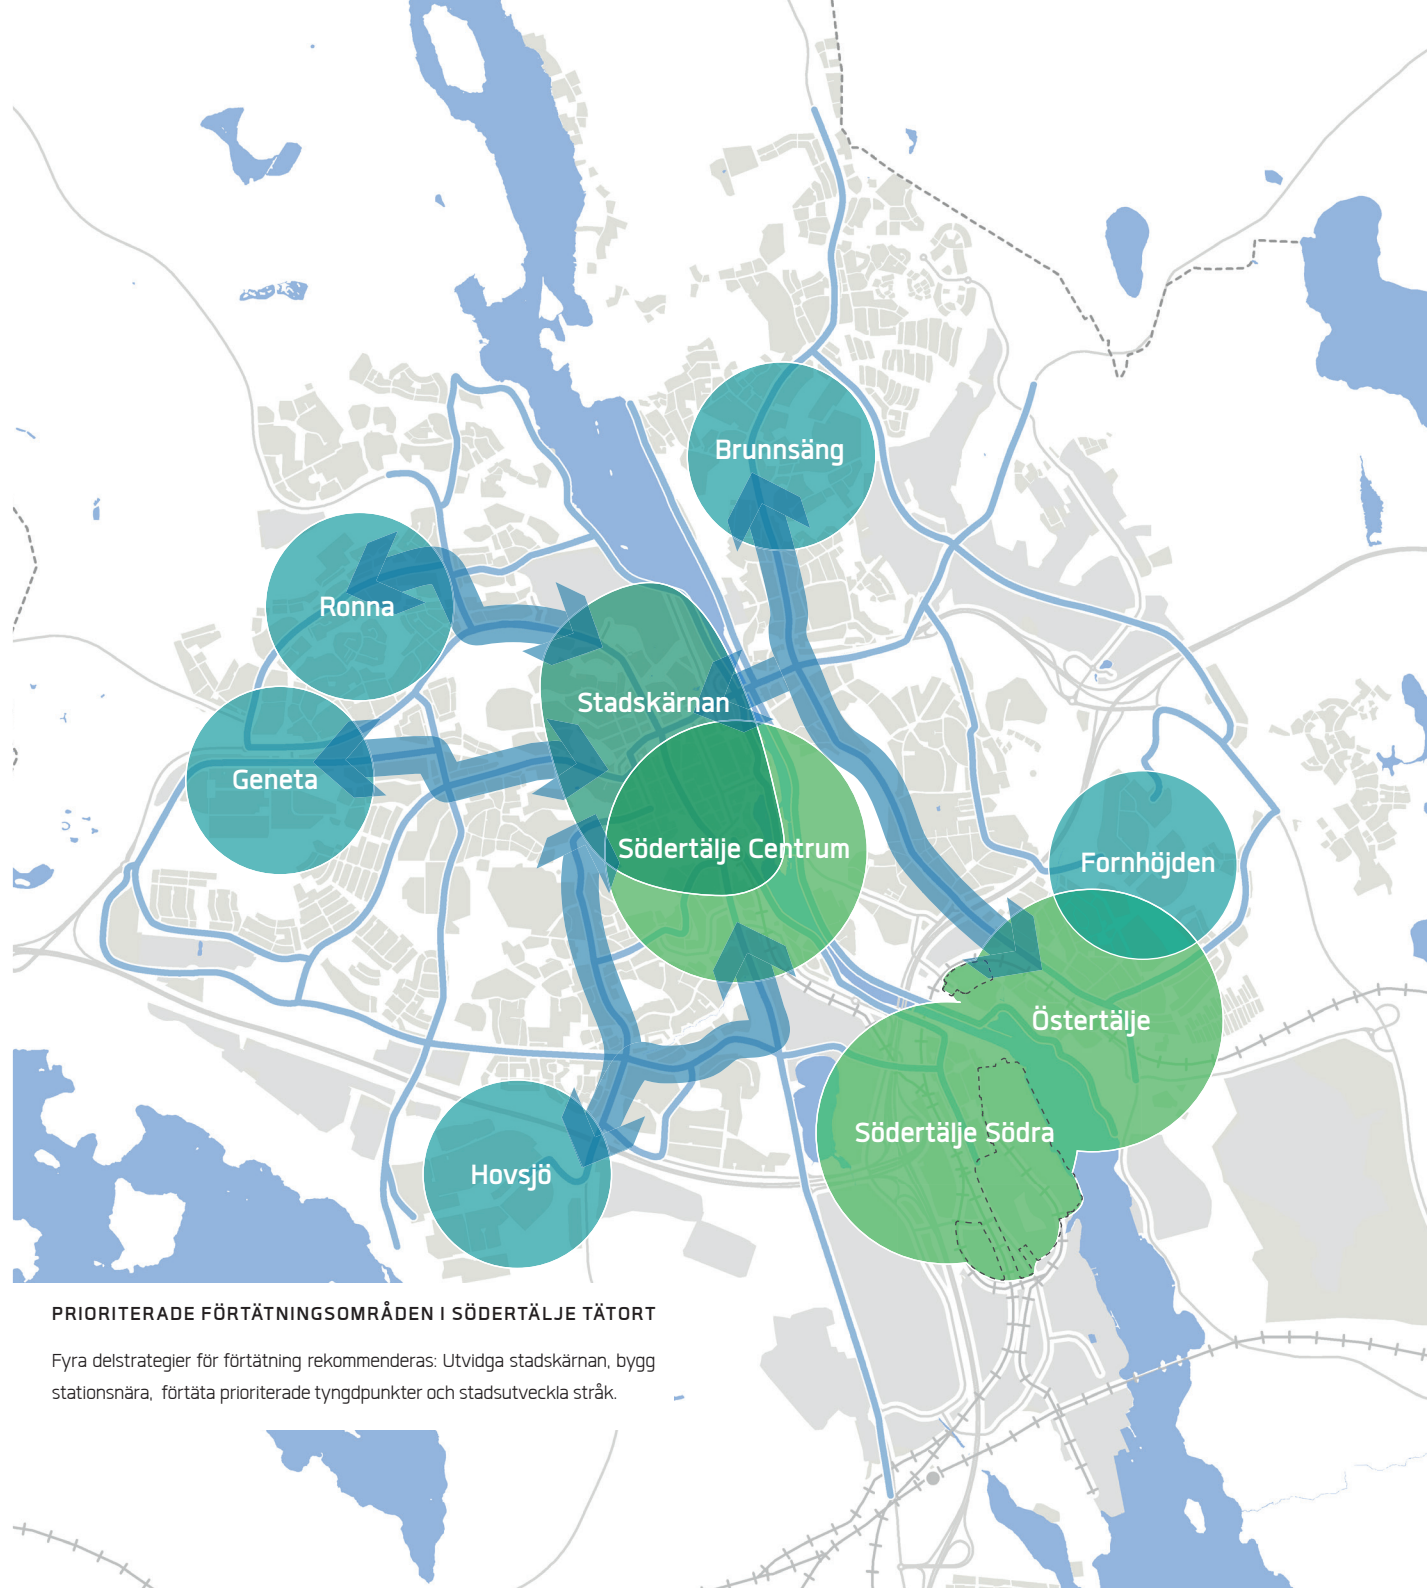 Brunnsäng
Ronna
Stadskärnan
Geneta
Södertälje Centrum
Fornhöjden
Östertälje
Södertälje Södra
Hovsjö
PRIORITERADE FÖRTÄTNINGSOMRÅDEN I SÖDERTÄLJE TÄTORT
Fyra delstrategier för förtätning rekommenderas: Utvidga stadskärnan, bygg
stationsnära, förtäta prioriterade tyngdpunkter och stadsutveckla stråk.